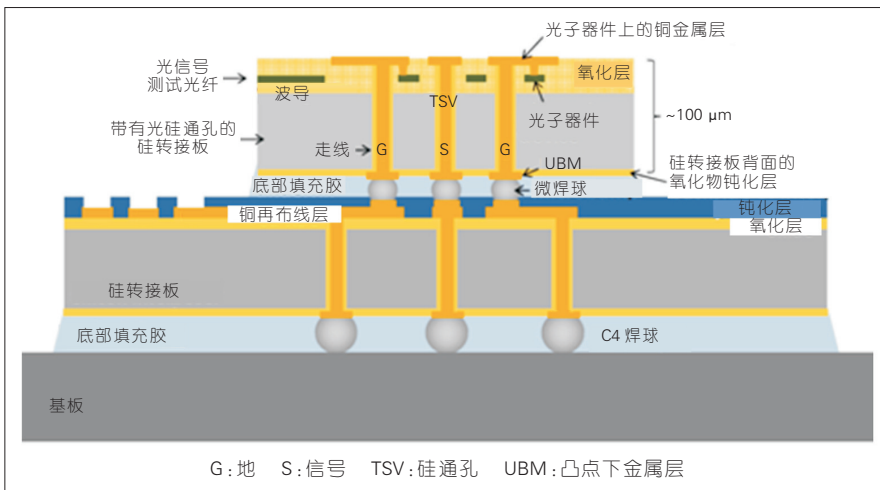 光子器件上的铜金属层
光信号
测试光纤
氧化层
波导
TSV
~100 μm
光子器件
带有光硅通孔的
硅转接板
走线
G
S
G
UBM
硅转接板背面的
氧化物钝化层
底部填充胶
微焊球
铜再布线层
钝化层
氧化层
硅转接板
底部填充胶
C4 焊球
基板
G:地 S:信号 TSV:硅通孔 UBM:凸点下金属层